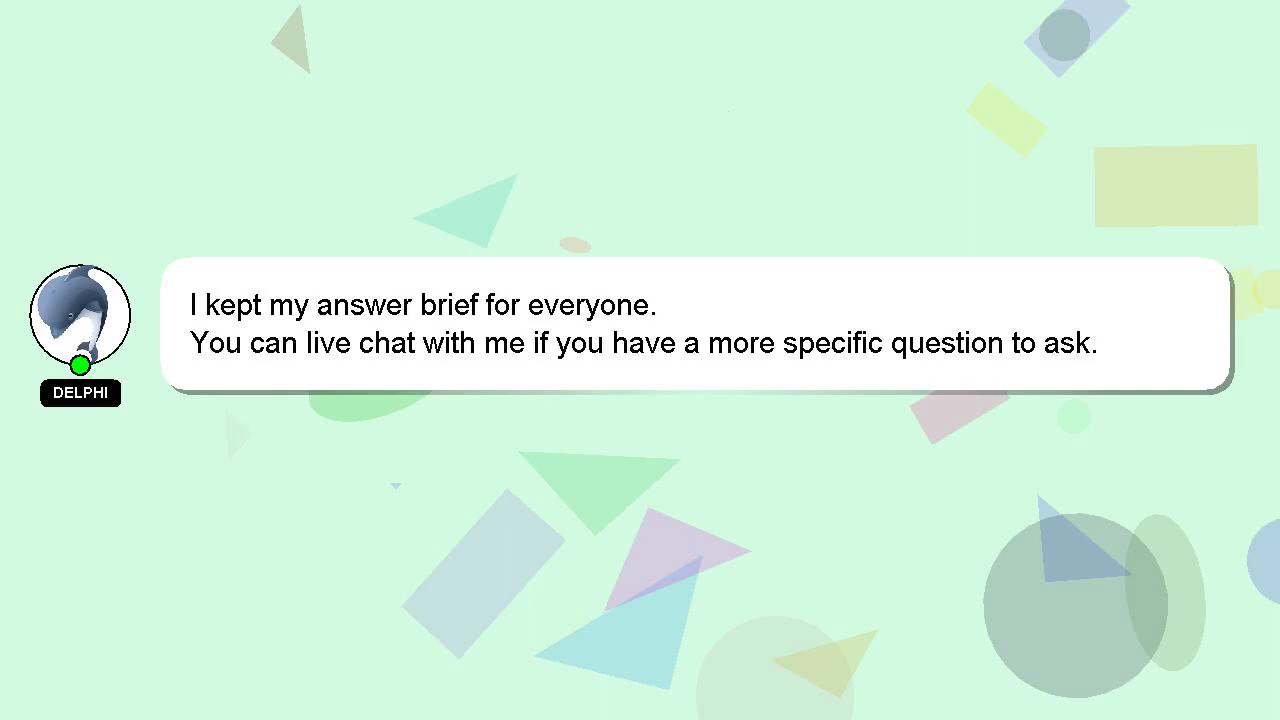 I kept my answer brief for everyone.
You can live chat with me if you have a more specific question to ask.
DELPHI